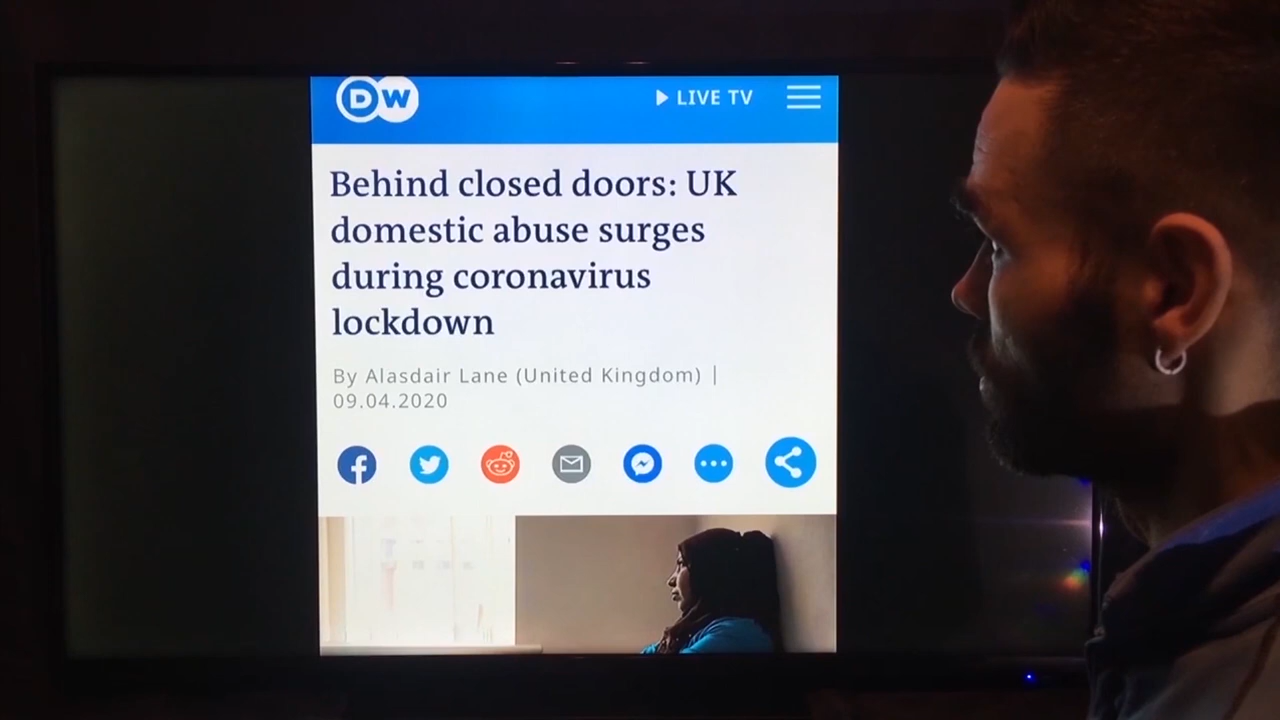 DW
LIVE TV
Behind closed doors: UK
domestic abuse surges
during coronavirus
lockdown
By Alasdair Lane (United Kingdom) |
09.04.2020